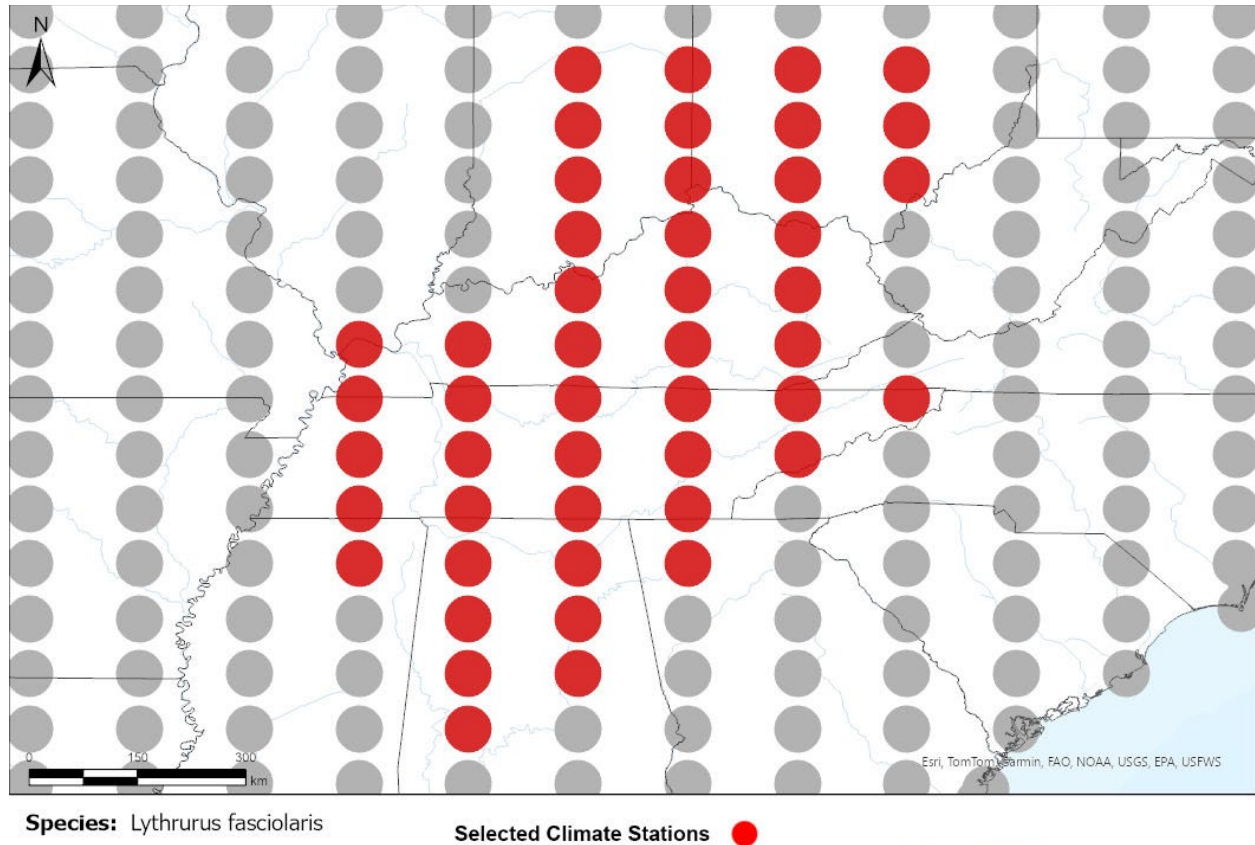 N
0 150 300
km
Esri, TomTom, Garmin, FAO, NOAA, USGS, EPA, USFWS
Species: Lythrurus fasciolaris
Selected Climate Stations